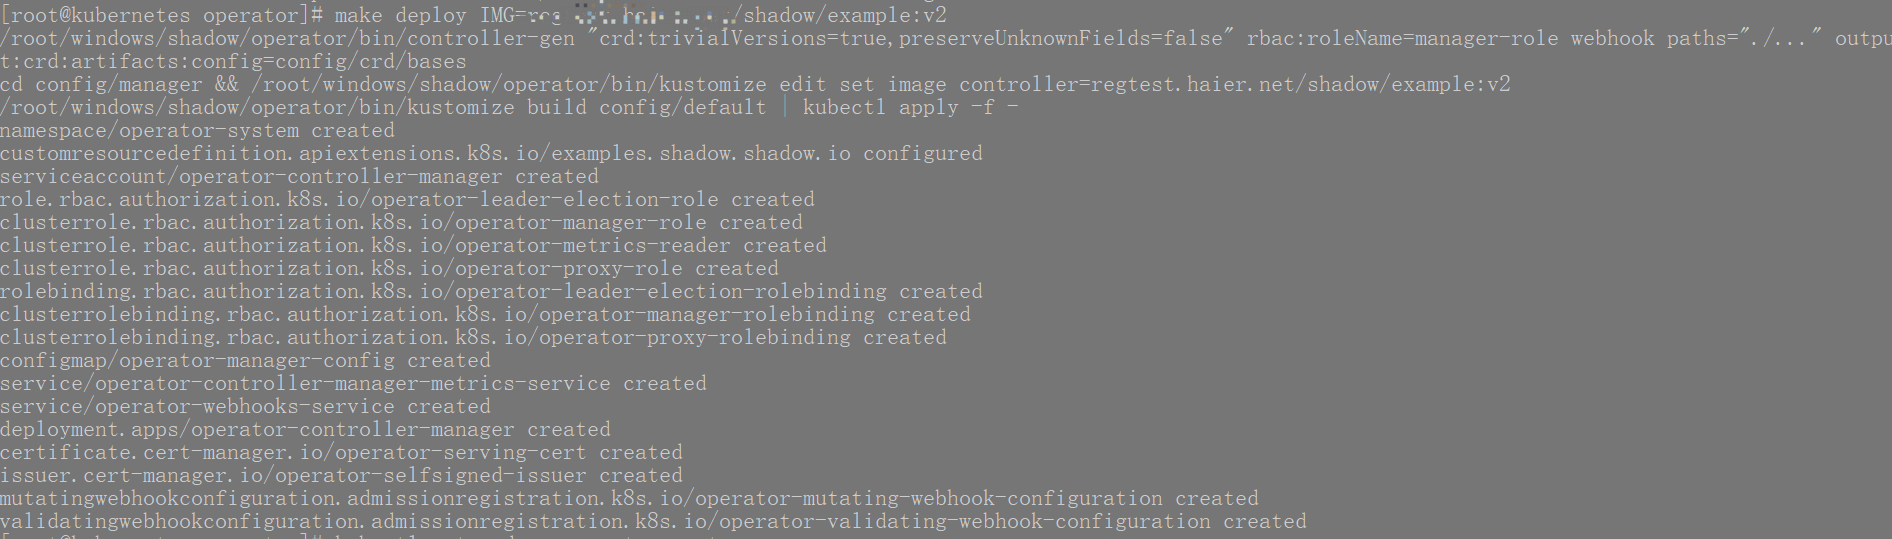 [root@kubernetes operator]# make deploy IMG= /shadow/example:v2
/root/windows/shadow/operator/bin/controller-gen "crd:trivialVersions=true,preserveUnknownFields=false" rbac:roleName=manager-role webhook paths="./..." outpu
t:crd:artifacts:config=config/crd/bases
cd config/manager && /root/windows/shadow/operator/bin/kustomize edit set image controller=regtest.haier.net/shadow/example:v2
/root/windows/shadow/operator/bin/kustomize build config/default | kubectl apply -f -
namespace/operator-system created
customresourcedefinition.apiextensions.k8s.io/examples.shadow.shadow.io configured
serviceaccount/operator-controller-manager created
role.rbac.authorization.k8s.io/operator-leader-election-role created
clusterrole.rbac.authorization.k8s.io/operator-manager-role created
clusterrole.rbac.authorization.k8s.io/operator-metrics-reader created
clusterrole.rbac.authorization.k8s.io/operator-proxy-role created
rolebinding.rbac.authorization.k8s.io/operator-leader-election-rolebinding created
clusterrolebinding.rbac.authorization.k8s.io/operator-manager-rolebinding created
clusterrolebinding.rbac.authorization.k8s.io/operator-proxy-rolebinding created
configmap/operator-manager-config created
service/operator-controller-manager-metrics-service created
service/operator-webhooks-service created
deployment.apps/operator-controller-manager created
certificate.cert-manager.io/operator-serving-cert created
issuer.cert-manager.io/operator-selfsigned-issuer created
mutatingwebhookconfiguration.admissionregistration.k8s.io/operator-mutating-webhook-configuration created
validatingwebhookconfiguration.admissionregistration.k8s.io/operator-validating-webhook-configuration created